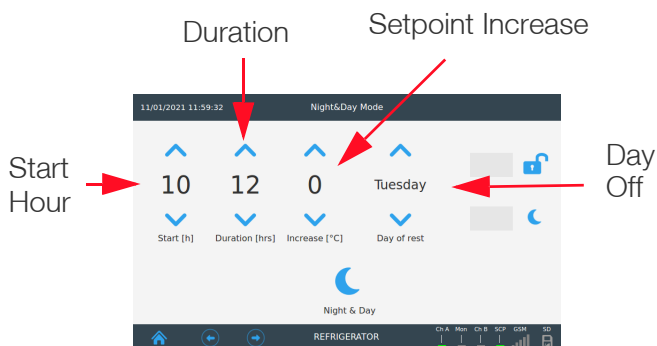 Duration
Setpoint Increase
11/01/2021 11:59:32
Night&Day Mode
Start
Hour
10
12
0
Tuesday
Day
Off
Start [h]
Duration [hrs]
Increase [°C]
Day of rest
Night & Day
REFRIGERATOR
Ch A
Mon
Ch B
SCP
GSM
SD